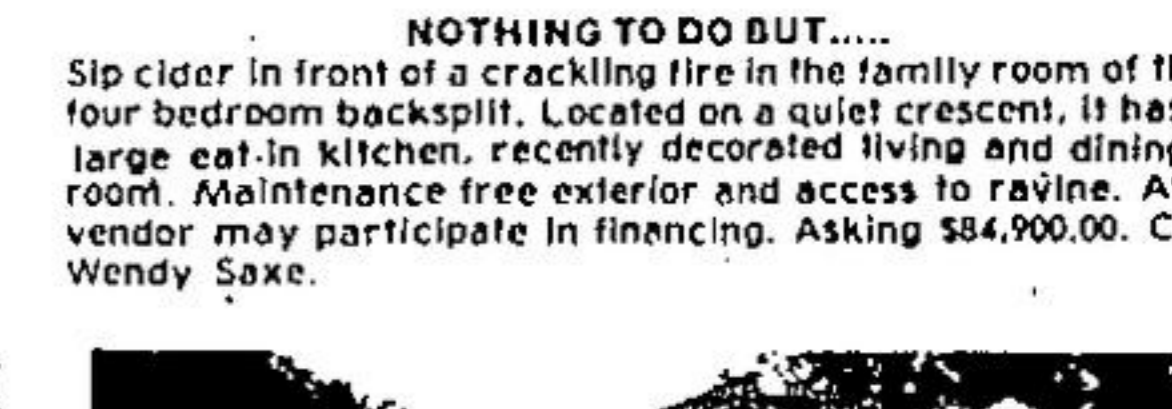 NOTHING TO DO BUT.....
Sip cider in front of a crackling fire in the family room of
four bedroom backsplit. Located on a quiet crescent, it has
large eat-in kitchen, recently decorated living and dining
room. Maintenance free exterior and access to ravine.
vendor may participate in financing. Asking $84,900.00.
Wendy Saxe.